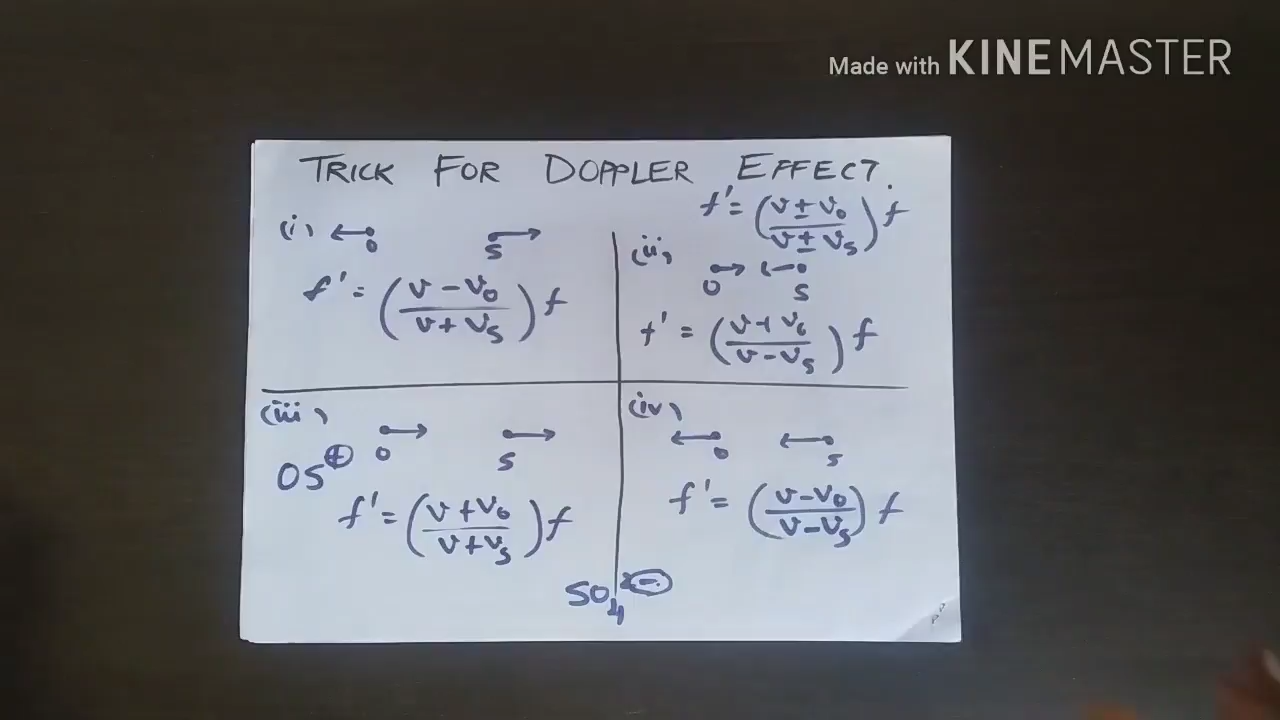 Made with KINEMASTER
TRICK FOR DOPPLER EFFECT.
f' = (v ± v₀ / v ± vₛ) f
(i)
O S
f' = (v - v₀ / v + vₛ) f
(ii)
O S
f' = (v + v₀ / v - vₛ) f
(iii)
O S
OS⊕
f' = (v + v₀ / v + vₛ) f
(iv)
O S
f' = (v - v₀ / v - vₛ) f
SO₄²⊖